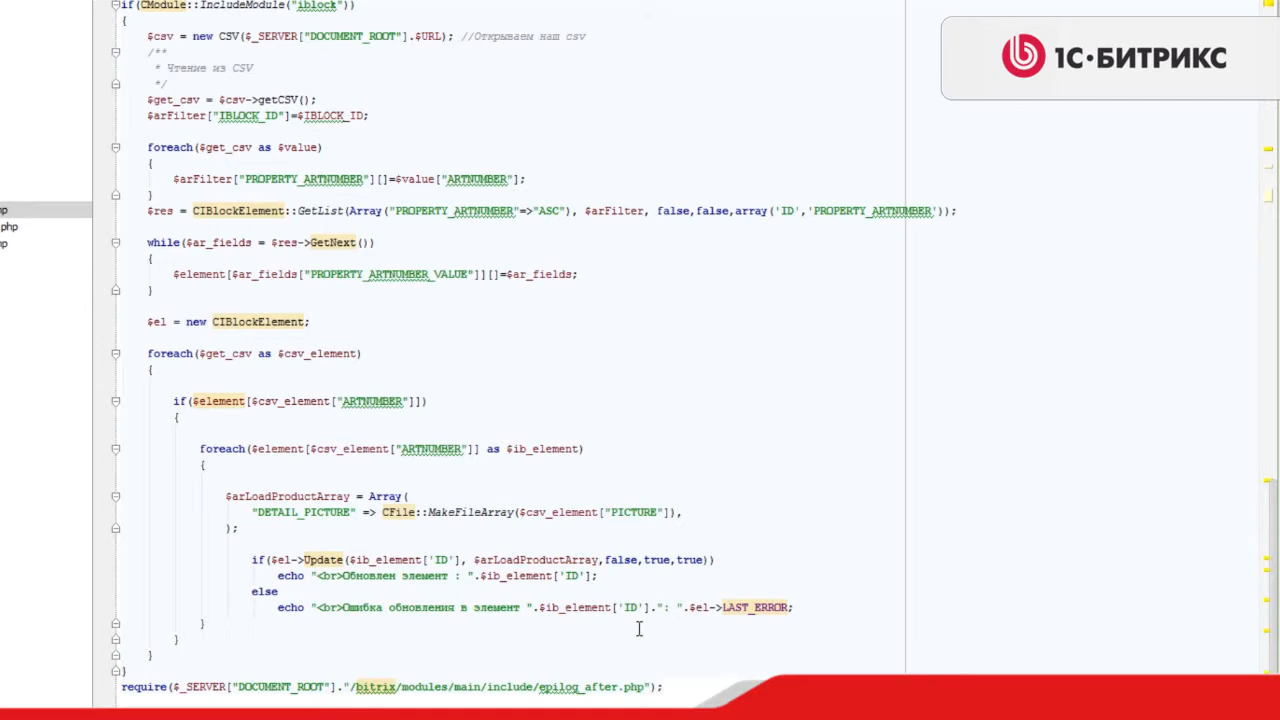 if(CModule::IncludeModule("iblock"))
{
$csv = new CSV($_SERVER["DOCUMENT_ROOT"].$URL); //Открываем наш csv
/**
* Чтение из CSV
*/
$get_csv = $csv->getCSV();
$arFilter["IBLOCK_ID"]=$IBLOCK_ID;
foreach($get_csv as $value)
{
$arFilter["PROPERTY_ARTNUMBER"][]=$value["ARTNUMBER"];
}
$res = CIBlockElement::GetList(Array("PROPERTY_ARTNUMBER"=>"ASC"), $arFilter, false,false,array('ID','PROPERTY_ARTNUMBER'));
while($ar_fields = $res->GetNext())
{
$element[$ar_fields["PROPERTY_ARTNUMBER_VALUE"]][]=$ar_fields;
}
$el = new CIBlockElement;
foreach($get_csv as $csv_element)
{
if($element[$csv_element["ARTNUMBER"]])
{
foreach($element[$csv_element["ARTNUMBER"]] as $ib_element)
{
$arLoadProductArray = Array(
"DETAIL_PICTURE" => CFile::MakeFileArray($csv_element["PICTURE"]),
);
if($el->Update($ib_element['ID'], $arLoadProductArray,false,true,true))
echo "<br>Обновлен элемент : ".$ib_element['ID'];
else
echo "<br>Ошибка обновления в элемент ".$ib_element['ID'].": ".$el->LAST_ERROR;
}
}
}
}
require($_SERVER["DOCUMENT_ROOT"]."/bitrix/modules/main/include/epilog_after.php");
1С·БИТРИКС
.php